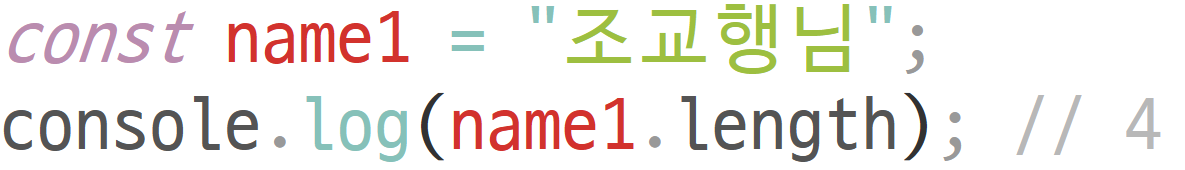 const name1 = "조교행님";
console.log(name1.length); // 4